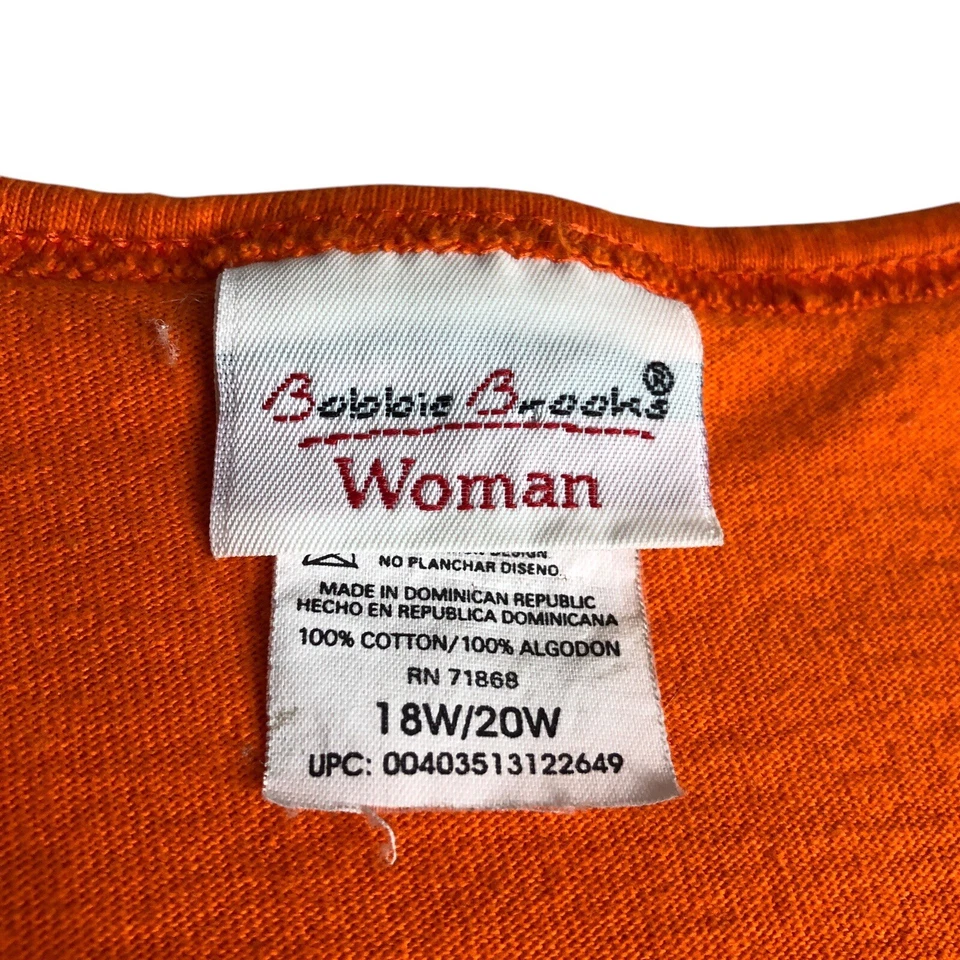 Bobbie Brooks®
Woman
DESIGN
NO PLANCHAR DISENO
MADE IN DOMINICAN REPUBLIC
HECHO EN REPUBLICA DOMINICANA
100% COTTON/100% ALGODON
RN 71868
18W/20W
UPC: 00403513122649